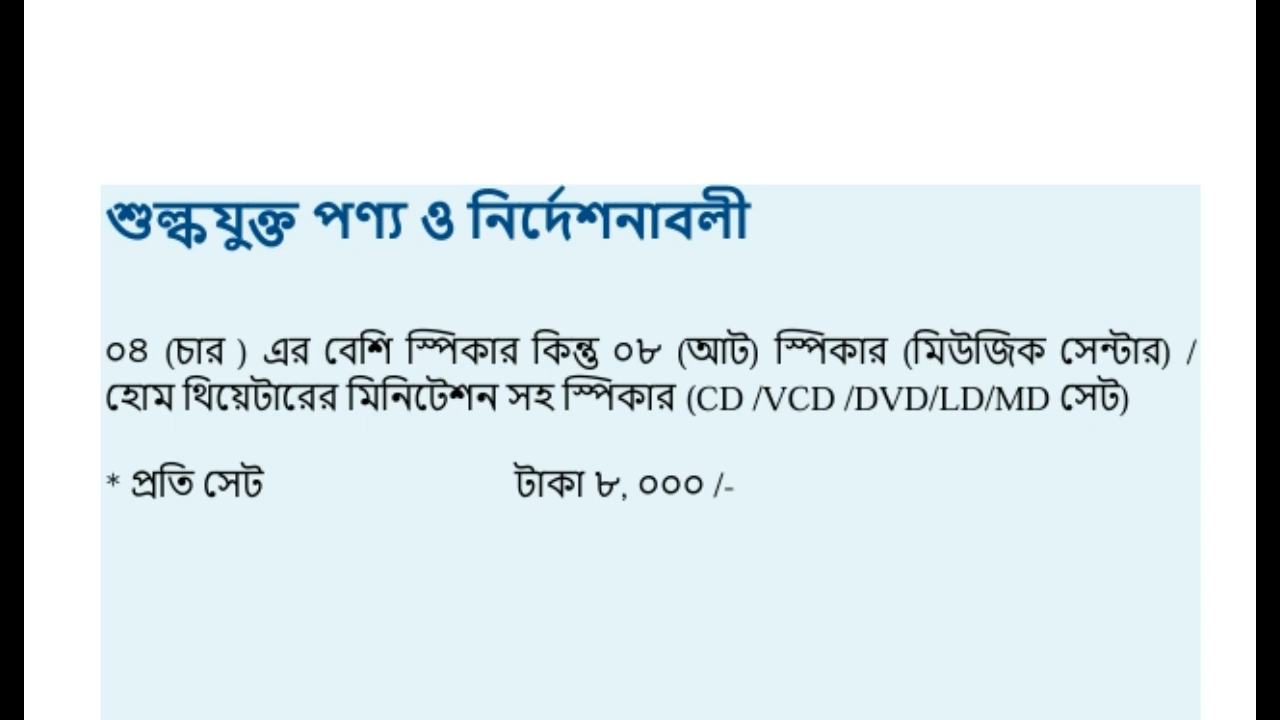 শুল্কযুক্ত পণ্য ও নির্দেশনাবলী
০৪ (চার ) এর বেশি স্পিকার কিন্তু ০৮ (আট) স্পিকার (মিউজিক সেন্টার) /
হোম থিয়েটারের মিনিটেশন সহ স্পিকার (CD /VCD /DVD/LD/MD সেট)
* প্রতি সেট টাকা ৮, ০০০ /-